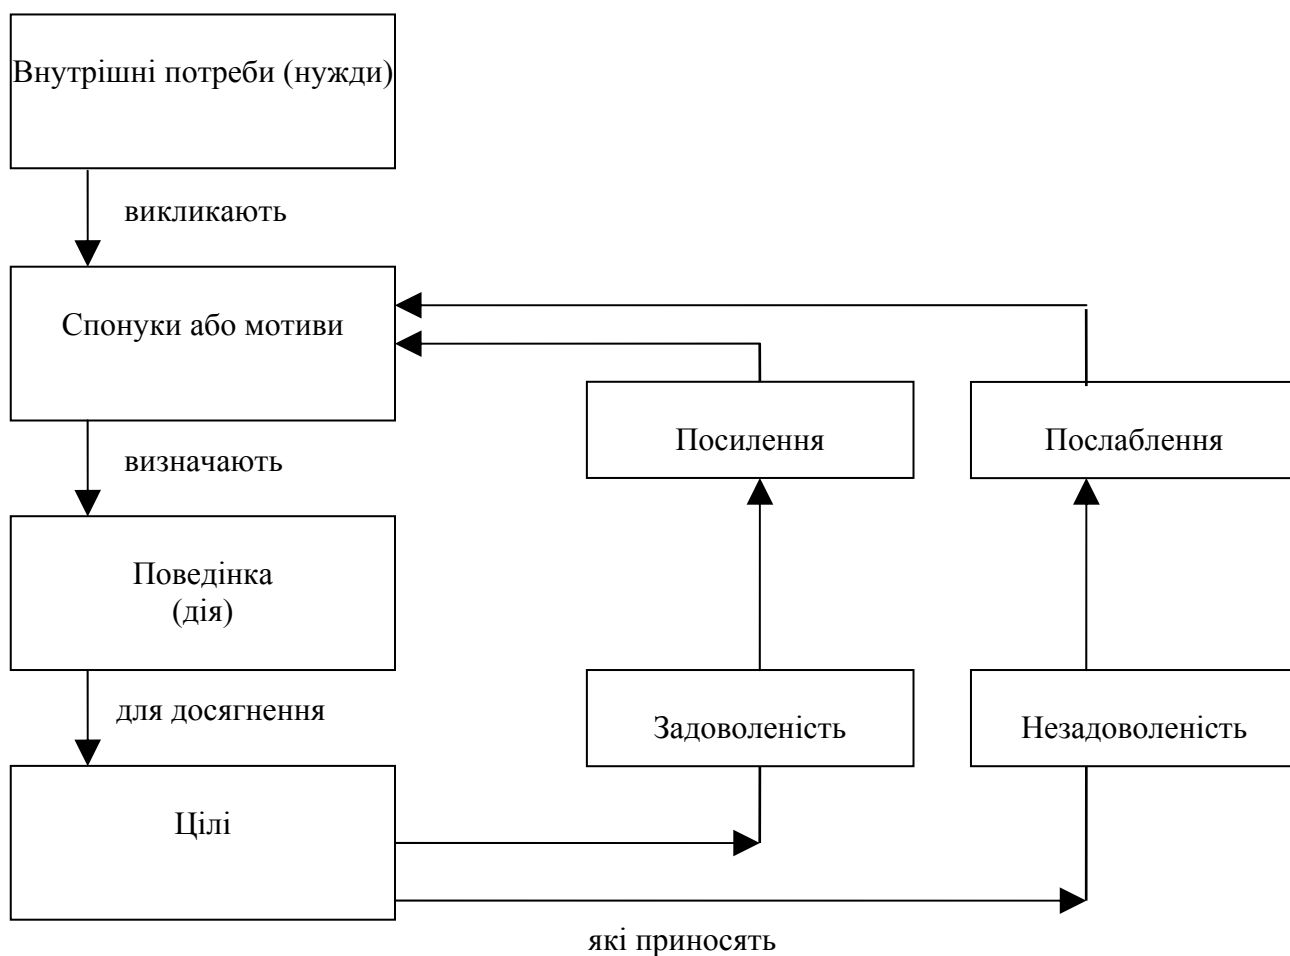 Внутрішні потреби (нужди)
викликають
Спонуки або мотиви
Посилення
Послаблення
визначають
Поведінка
(дія)
для досягнення
Задоволеність
Незадоволеність
Цілі
які приносять